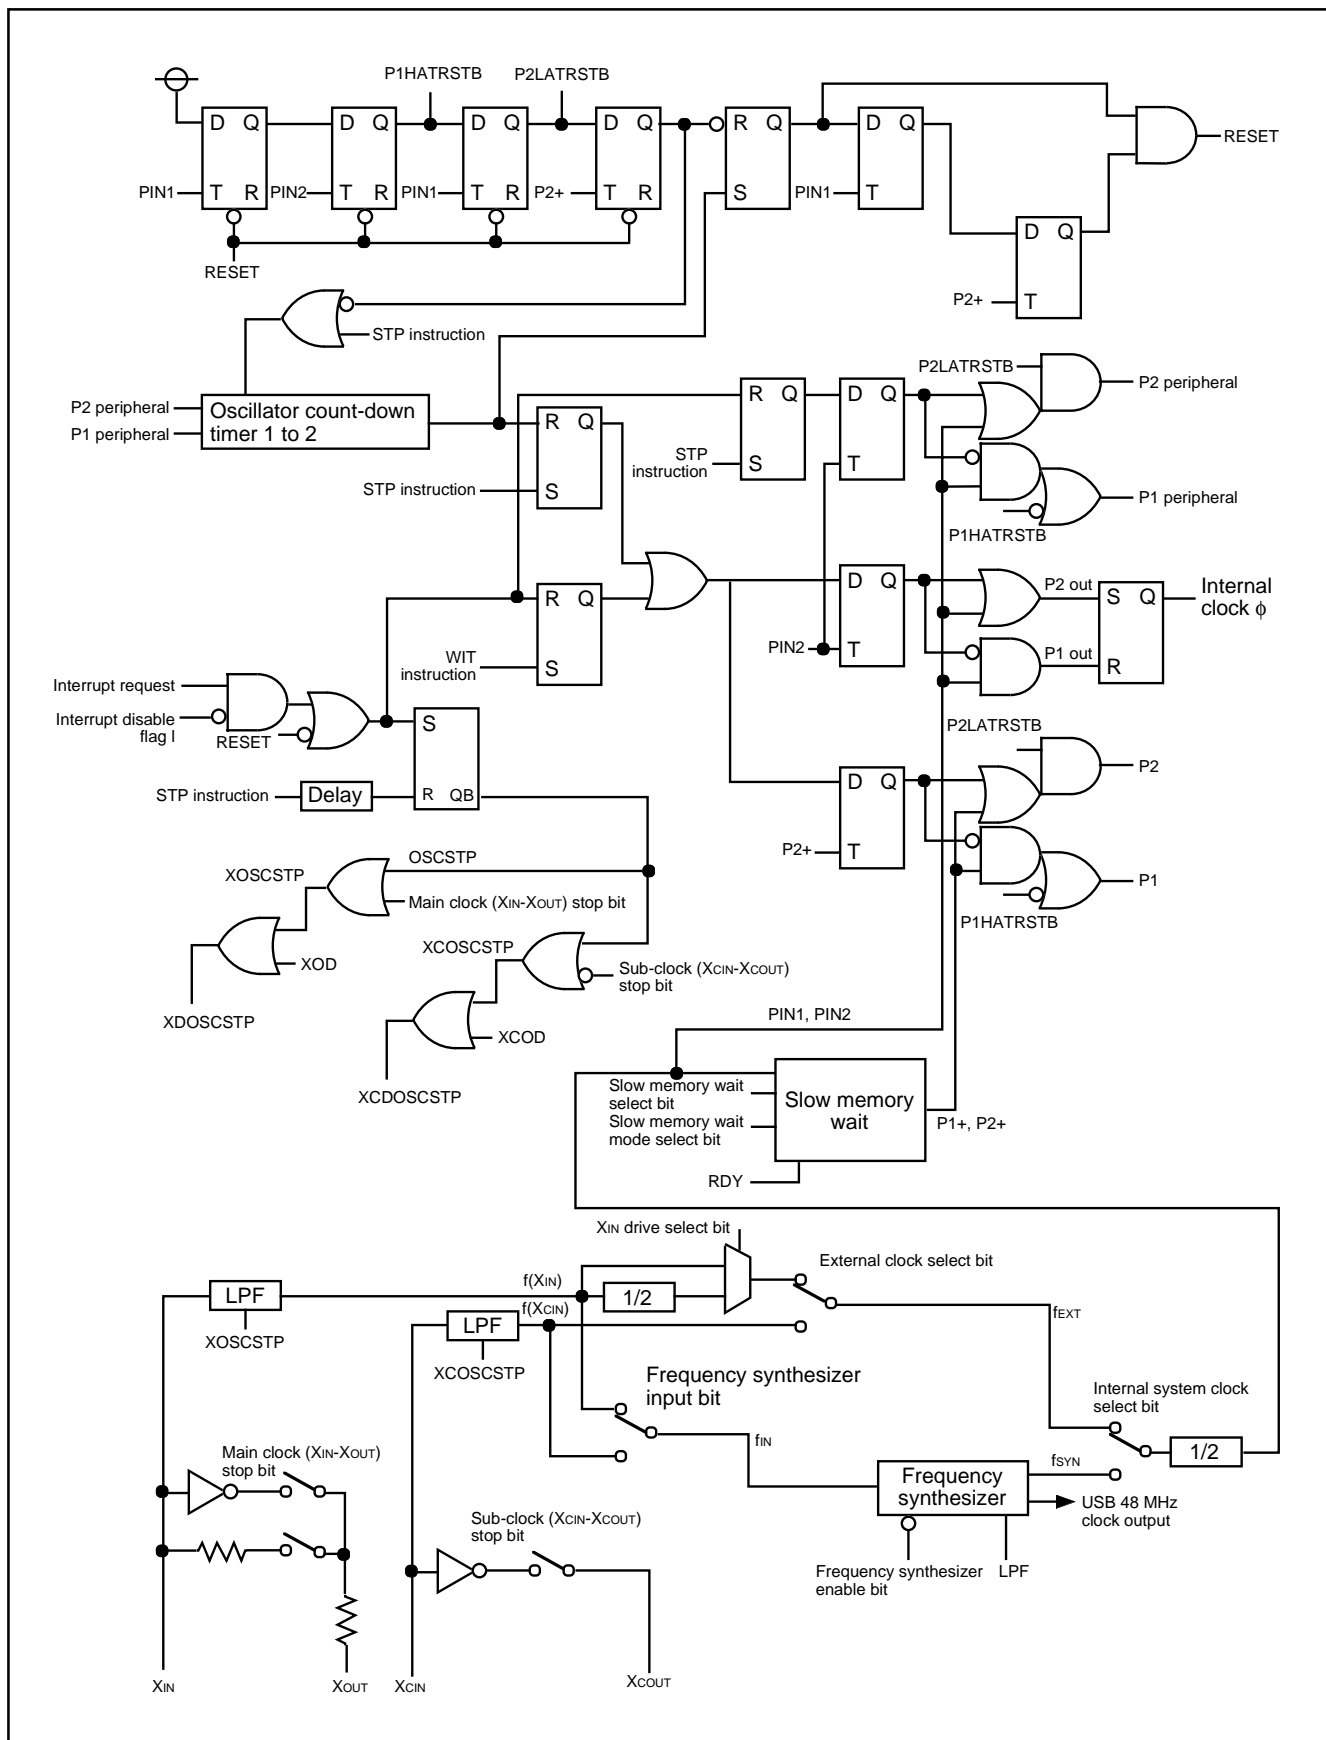 P1HATRSTB
P2LATRSTB
D Q
T R
D Q
T R
D Q
T R
D Q
T R
R Q
S
D Q
T
RESET
PIN1
PIN2
PIN1
P2+
PIN1
RESET
D Q
T
P2+
STP instruction
P2 peripheral
P1 peripheral
Oscillator count-down
timer 1 to 2
R Q
S
STP instruction
R Q
S
STP
instruction
D Q
T
P2LATRSTB
P2 peripheral
P1 peripheral
P1HATRSTB
R Q
S
WIT
instruction
D Q
T
PIN2
P2 out
P1 out
S Q
R
Internal
clock ϕ
Interrupt request
Interrupt disable
flag I
RESET
S
R QB
STP instruction
Delay
D Q
T
P2+
P2LATRSTB
P2
P1
P1HATRSTB
OSCSTP
XOSCSTP
Main clock (XIN-XOUT) stop bit
XOD
XDOSCSTP
XCOSCSTP
Sub-clock (XCIN-XCOUT)
stop bit
XCOD
XCDOSCSTP
PIN1, PIN2
Slow memory wait
select bit
Slow memory wait
mode select bit
Slow memory
wait
P1+, P2+
RDY
XIN drive select bit
External clock select bit
f(XIN)
1/2
LPF
XOSCSTP
f(XCIN)
LPF
XCOSCSTP
fEXT
Frequency synthesizer
input bit
fIN
Internal system clock
select bit
1/2
fSYN
Frequency
synthesizer
USB 48 MHz
clock output
Frequency synthesizer
enable bit
LPF
Main clock (XIN-XOUT)
stop bit
Sub-clock (XCIN-XCOUT)
stop bit
XIN
XOUT
XCIN
XCOUT